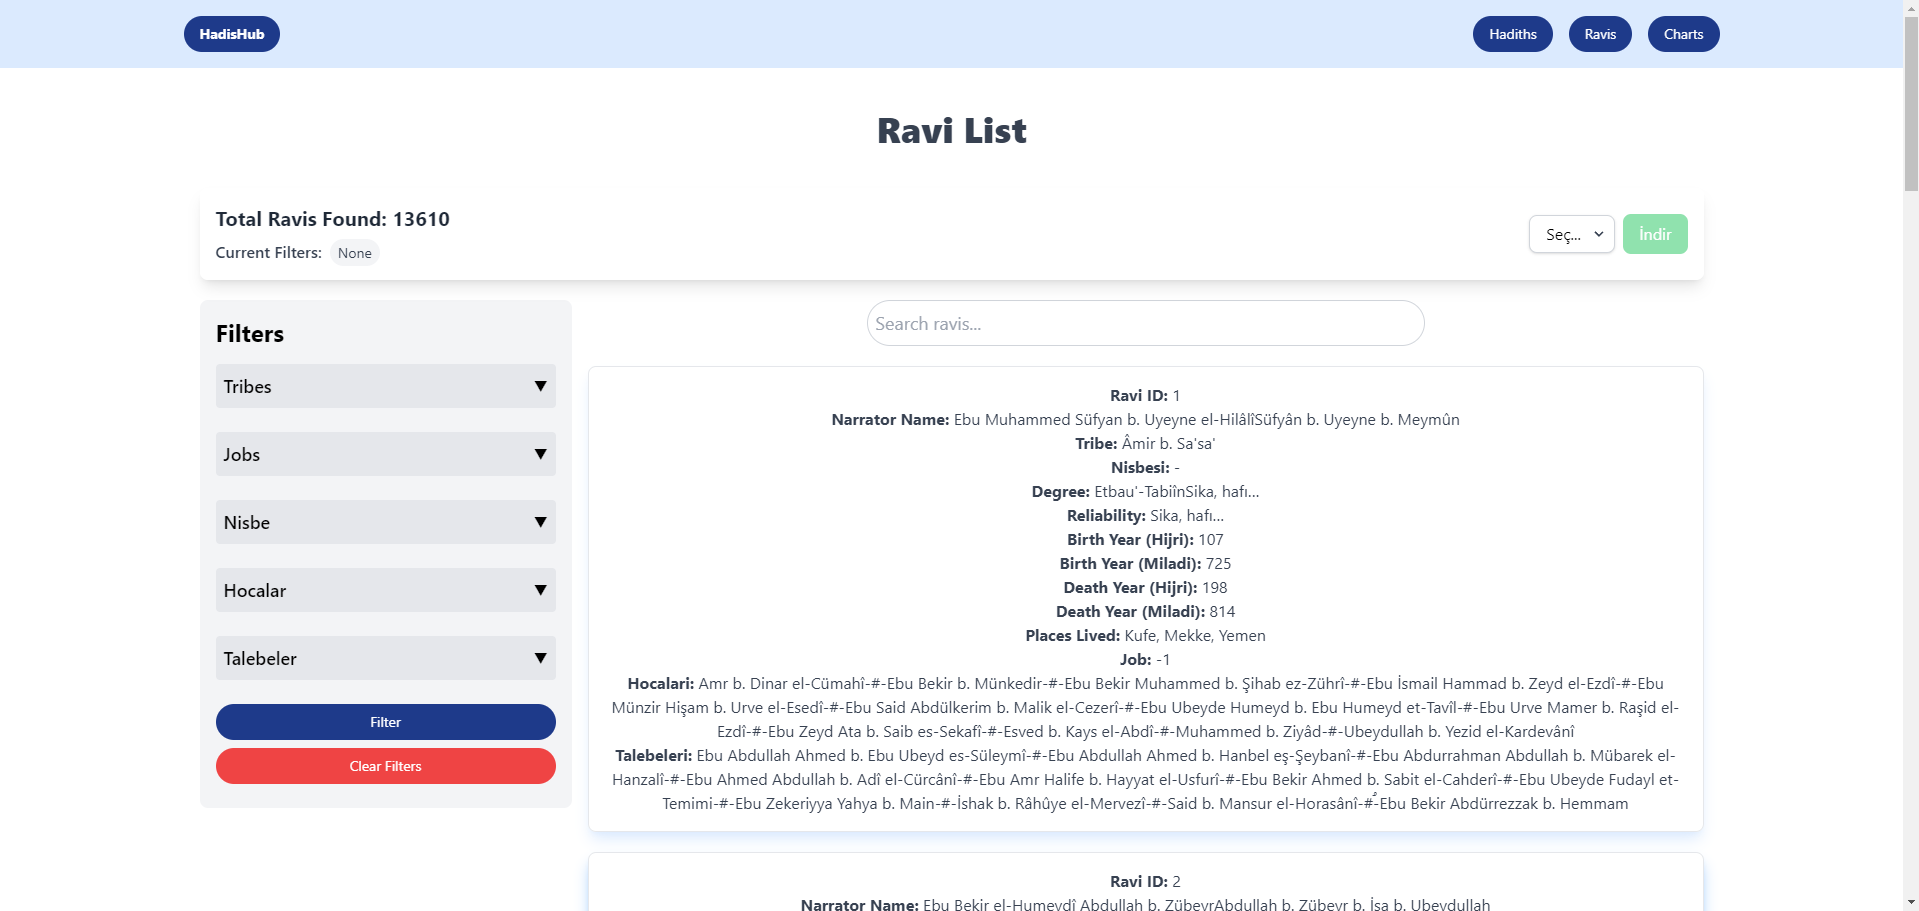 HadisHub
Hadiths
Ravis
Charts
Ravi List
Total Ravis Found: 13610
Current Filters: None
Seç...
İndir
Filters
Tribes
Jobs
Nisbe
Hocalar
Talebeler
Filter
Clear Filters
Search ravis...
Ravi ID: 1
Narrator Name: Ebu Muhammed Süfyan b. Uyeyne el-HilâlîSüfyân b. Uyeyne b. Meymûn
Tribe: Âmir b. Sa'sa'
Nisbesi: -
Degree: Etbau'-TabiînSika, hafı...
Reliability: Sika, hafı...
Birth Year (Hijri): 107
Birth Year (Miladi): 725
Death Year (Hijri): 198
Death Year (Miladi): 814
Places Lived: Kufe, Mekke, Yemen
Job: -1
Hocalari: Amr b. Dinar el-Cümahî-#-Ebu Bekir b. Münkedir-#-Ebu Bekir Muhammed b. Şihab ez-Zührî-#-Ebu İsmail Hammad b. Zeyd el-Ezdî-#-Ebu
Münzir Hişam b. Urve el-Esedî-#-Ebu Said Abdülkerim b. Malik el-Cezerî-#-Ebu Ubeyde Humeyd b. Ebu Humeyd et-Tavîl-#-Ebu Urve Mamer b. Raşid el-
Ezdî-#-Ebu Zeyd Ata b. Saib es-Sekafî-#-Esved b. Kays el-Abdî-#-Muhammed b. Ziyâd-#-Ubeydullah b. Yezid el-Kardevânî
Talebeleri: Ebu Abdullah Ahmed b. Ebu Ubeyd es-Süleymî-#-Ebu Abdullah Ahmed b. Hanbel eş-Şeybanî-#-Ebu Abdurrahman Abdullah b. Mübarek el-
Hanzalî-#-Ebu Ahmed Abdullah b. Adî el-Cürcânî-#-Ebu Amr Halife b. Hayyat el-Usfurî-#-Ebu Bekir Ahmed b. Sabit el-Cahderî-#-Ebu Ubeyde Fudayl et-
Temimi-#-Ebu Zekeriyya Yahya b. Main-#-İshak b. Râhûye el-Mervezî-#-Said b. Mansur el-Horasânî-#ٔ-Ebu Bekir Abdürrezzak b. Hemmam
Ravi ID: 2
Narrator Name: Ebu Bekir el-Humeydî Abdullah b. ZübeyrAbdullah b. Zübeyr b. İsa b. Ubeydullah